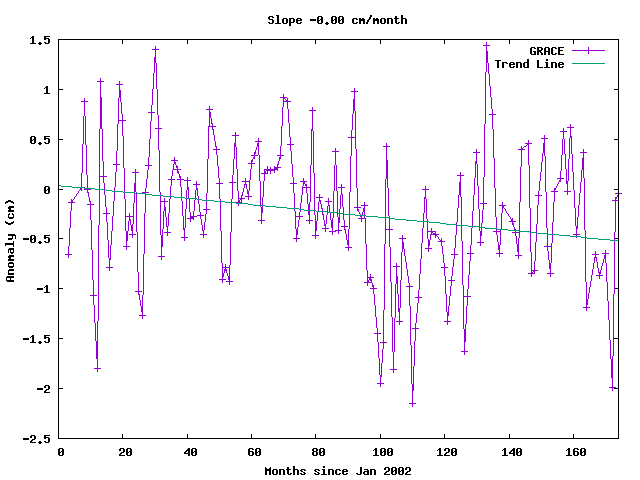 Slope -0.00 cm/month
GRACE
Trend Line
1.5
1
0.5
0
-0.5
-1
-1.5
-2
-2.5
Anomaly (cm)
0 20 40 60 80 100 120 140 160
Months since Jan 2002